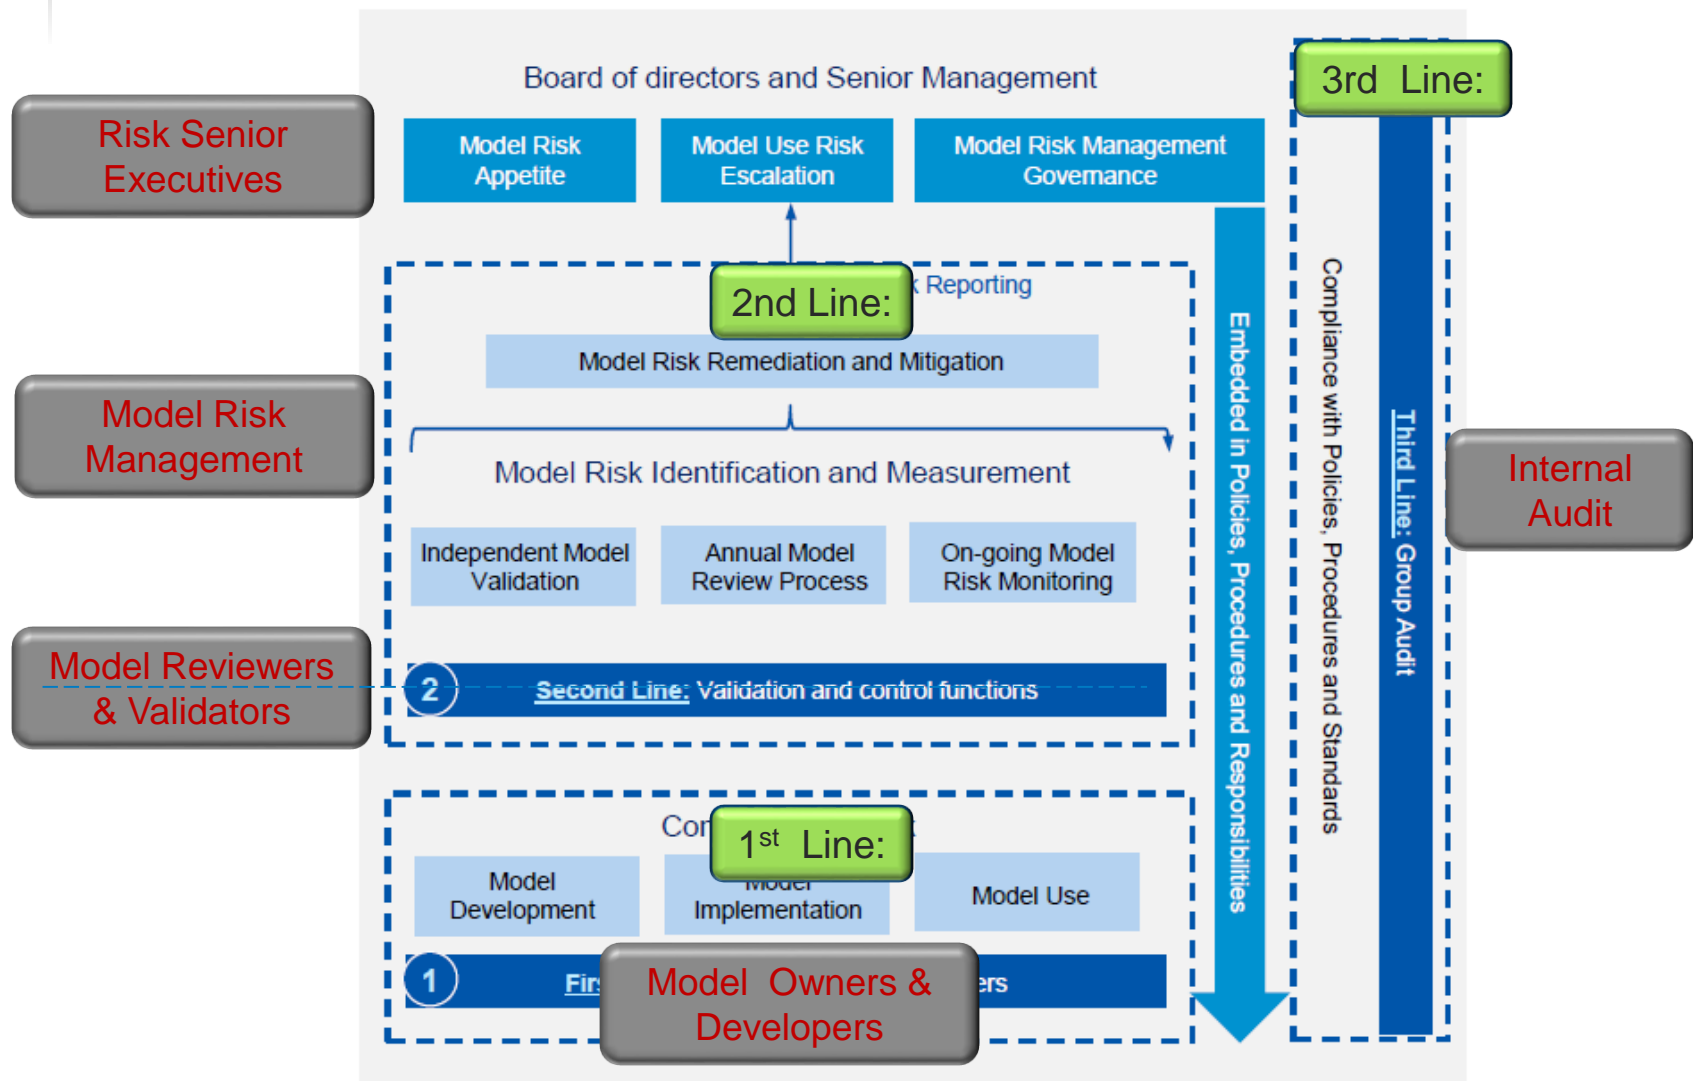 Board of directors and Senior Management
3rd Line:
Risk Senior
Executives
Model Risk
Appetite
Model Use Risk
Escalation
Model Risk Management
Governance
2nd Line:
Reporting
Model Risk Remediation and Mitigation
Model Risk
Management
Model Risk Identification and Measurement
Independent Model
Validation
Annual Model
Review Process
On-going Model
Risk Monitoring
Model Reviewers
& Validators
2
Second Line: Validation and control functions
1st Line:
Model
Development
Model
Implementation
Model Use
1
Model Owners &
Developers
Embedded in Policies, Procedures and Responsibilities
Compliance with Policies, Procedures and Standards
Third Line: Group Audit
Internal
Audit